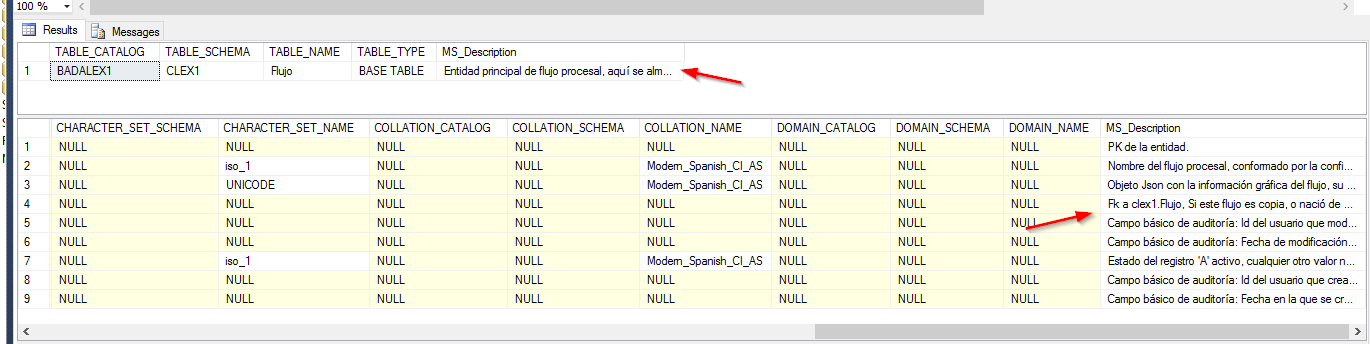 100 %
Results Messages
TABLE_CATALOG TABLE_SCHEMA TABLE_NAME TABLE_TYPE MS_Description
1 BADALEX1 CLEX1 Flujo BASE TABLE Entidad principal de flujo procesal, aquí se alm...
CHARACTER_SET_SCHEMA CHARACTER_SET_NAME COLLATION_CATALOG COLLATION_SCHEMA COLLATION_NAME DOMAIN_CATALOG DOMAIN_SCHEMA DOMAIN_NAME MS_Description
1 NULL NULL NULL NULL NULL NULL NULL NULL PK de la entidad.
2 NULL iso_1 NULL NULL Modern_Spanish_CI_AS NULL NULL NULL Nombre del flujo procesal, conformado por la confi...
3 NULL UNICODE NULL NULL Modern_Spanish_CI_AS NULL NULL NULL Objeto Json con la información gráfica del flujo, su ...
4 NULL NULL NULL NULL NULL NULL NULL NULL Fk a clex1.Flujo, Si este flujo es copia, o nació de ...
5 NULL NULL NULL NULL NULL NULL NULL NULL Campo básico de auditoría: Id del usuario que mod...
6 NULL NULL NULL NULL NULL NULL NULL NULL Campo básico de auditoría: Fecha de modificación...
7 NULL iso_1 NULL NULL Modern_Spanish_CI_AS NULL NULL NULL Estado del registro 'A' activo, cualquier otro valor n...
8 NULL NULL NULL NULL NULL NULL NULL NULL Campo básico de auditoría: Id del usuario que crea...
9 NULL NULL NULL NULL NULL NULL NULL NULL Campo básico de auditoría: Fecha en la que se cr...